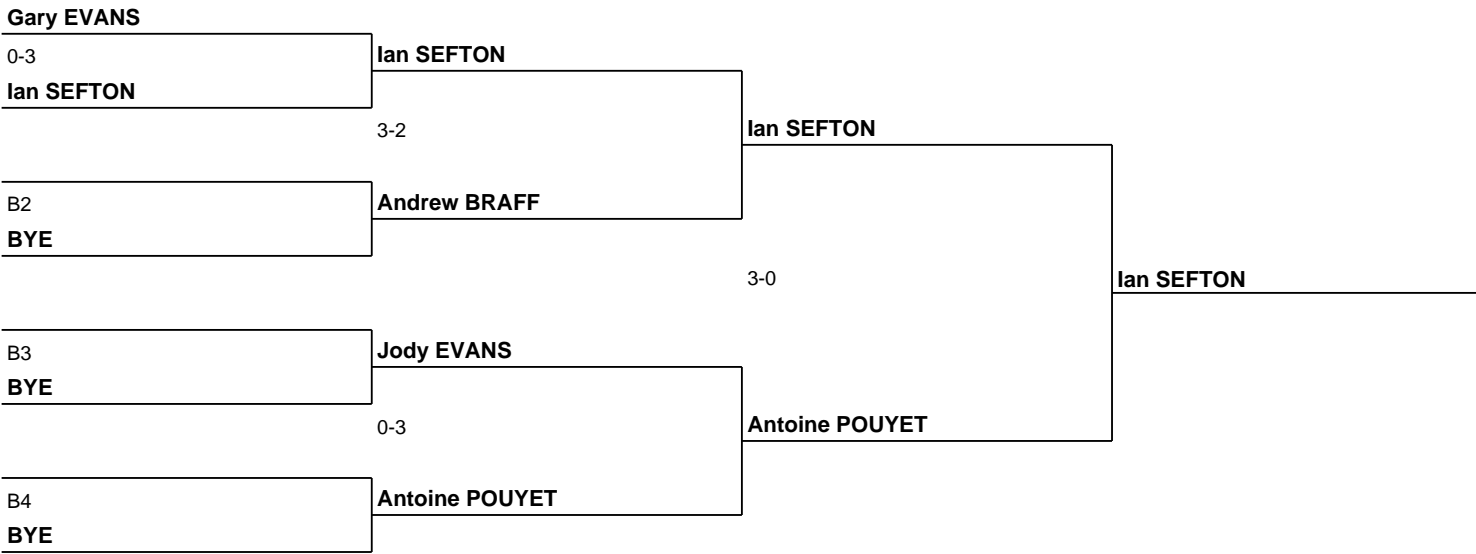 Gary EVANS
0-3
Ian SEFTON
Ian SEFTON
3-2
Ian SEFTON
B2
Andrew BRAFF
BYE
3-0
Ian SEFTON
B3
Jody EVANS
BYE
0-3
Antoine POUYET
B4
Antoine POUYET
BYE